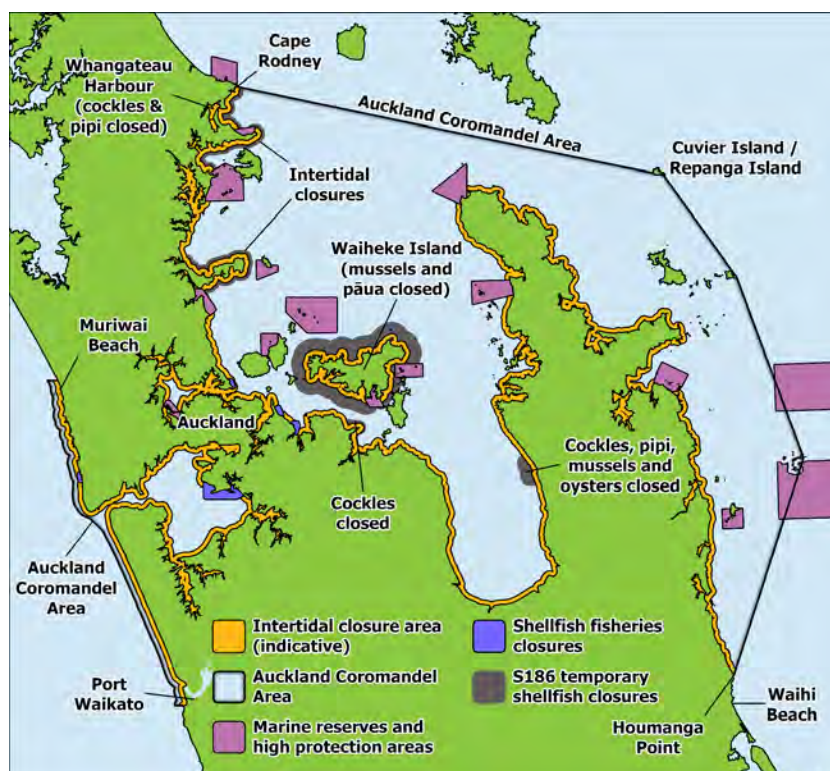 Cape
Rodney
Whangateau
Harbour
(cockles &
pipi closed)
Auckland Coromandel Area
Cuvier Island /
Repanga Island
Intertidal
closures
Waiheke Island
(mussels and
pāua closed)
Muriwai
Beach
Auckland
Cockles, pipi,
mussels and
oysters closed
Cockles
closed
Auckland
Coromandel
Area
Port
Waikato
Intertidal closure area
(indicative)
Auckland Coromandel
Area
Marine reserves and
high protection areas
Shellfish fisheries
closures
S186 temporary
shellfish closures
Houmanga
Point
Waihi
Beach